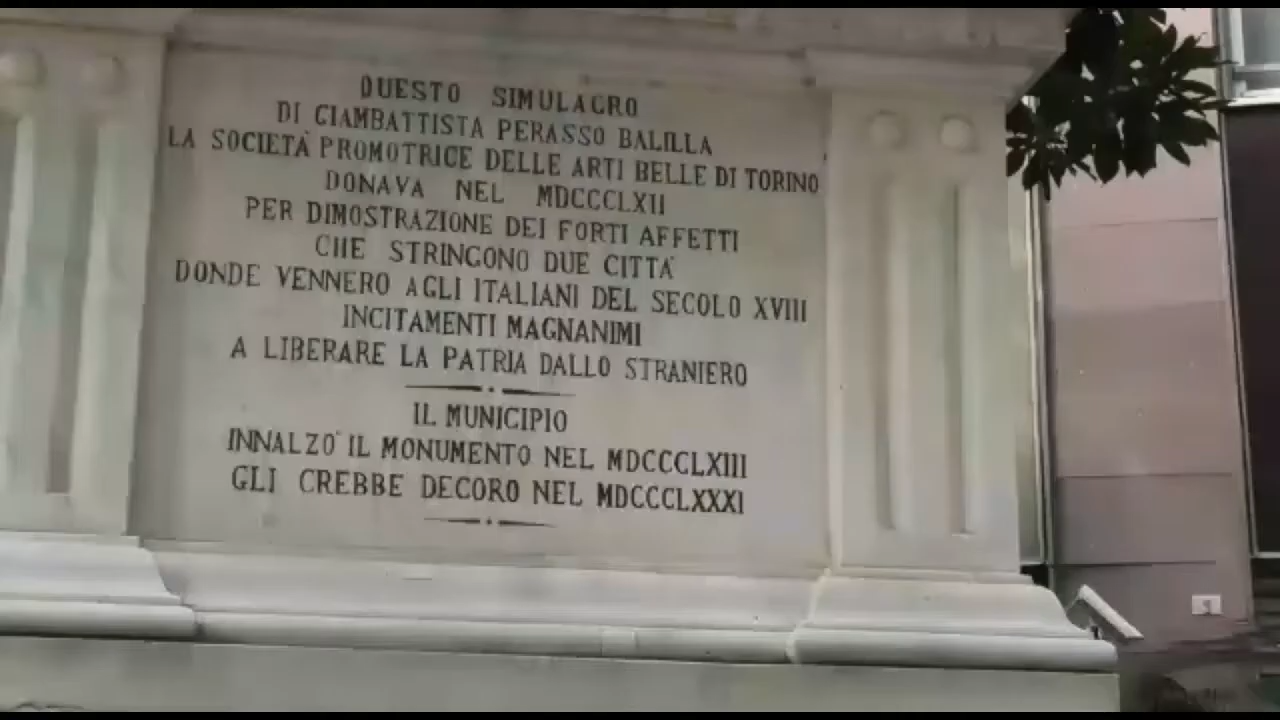 QUESTO SIMULACRO
DI GIAMBATTISTA PERASSO BALILLA
LA SOCIETÀ PROMOTRICE DELLE ARTI BELLE DI TORINO
DONAVA NEL MDCCCLXII
PER DIMOSTRAZIONE DEI FORTI AFFETTI
CHE STRINGONO DUE CITTÀ
DONDE VENNERO AGLI ITALIANI DEL SECOLO XVIII
INCITAMENTI MAGNANIMI
A LIBERARE LA PATRIA DALLO STRANIERO
IL MUNICIPIO
INNALZÒ IL MONUMENTO NEL MDCCCLXIII
GLI CREBBE DECORO NEL MDCCCLXXXI